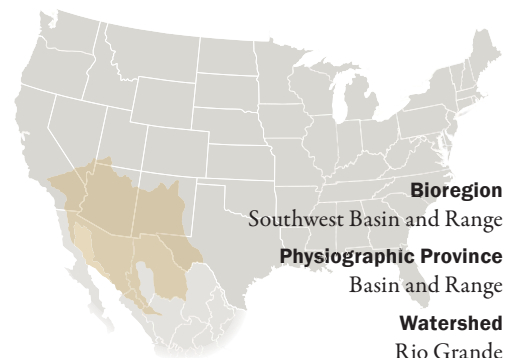 Bioregion
Southwest Basin and Range
Physiographic Province
Basin and Range
Watershed
Rio Grande